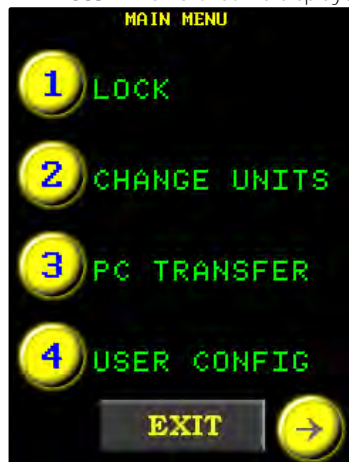 MAIN MENU
1 LOCK
2 CHANGE UNITS
3 PC TRANSFER
4 USER CONFIG
EXIT →